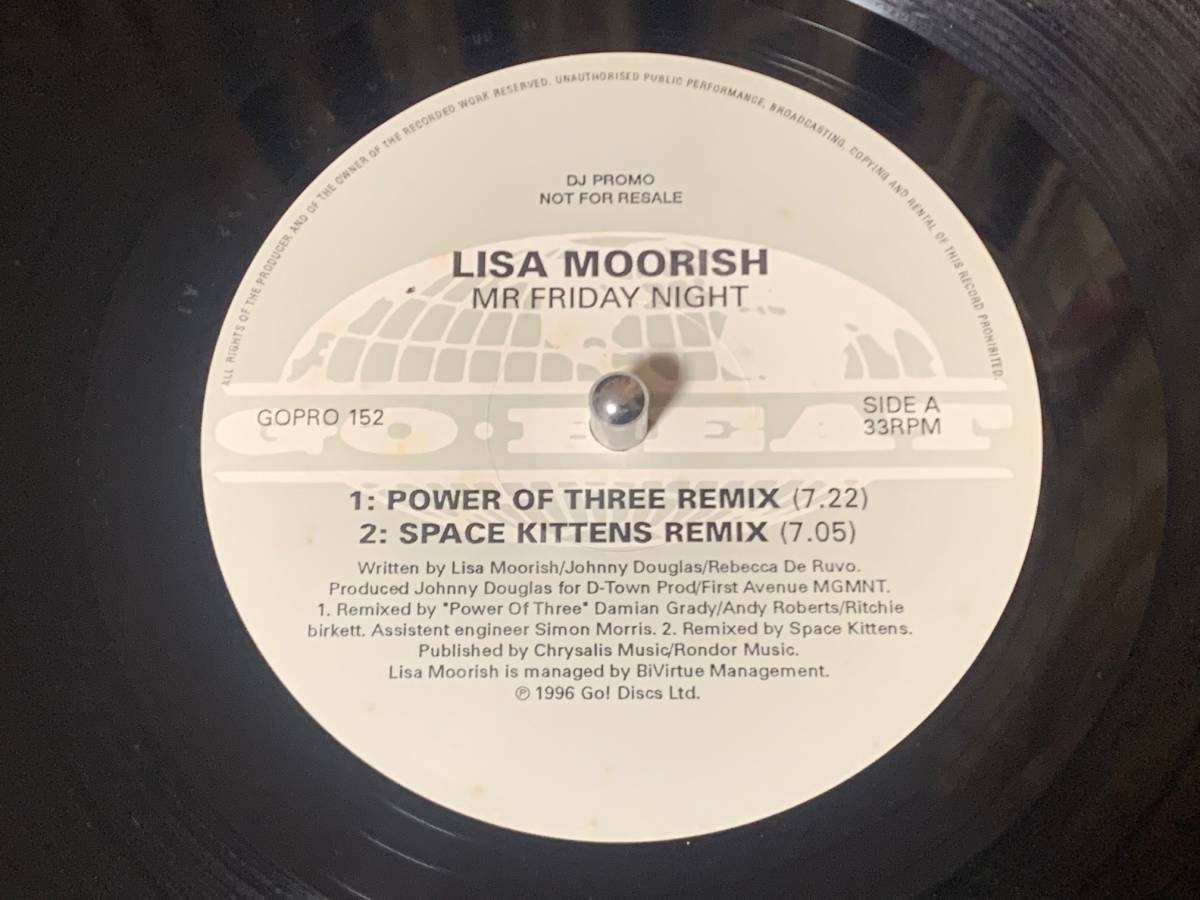 ALL RIGHTS OF THE PRODUCER AND OF THE OWNER OF THE RECORDED WORK RESERVED. UNAUTHORISED PUBLIC PERFORMANCE, BROADCASTING, COPYING AND RENTAL OF THIS RECORD PROHIBITED.
DJ PROMO
NOT FOR RESALE
LISA MOORISH
MR FRIDAY NIGHT
GO·BEAT
GOPRO 152
SIDE A
33RPM
1: POWER OF THREE REMIX (7.22)
2: SPACE KITTENS REMIX (7.05)
Written by Lisa Moorish/Johnny Douglas/Rebecca De Ruvo.
Produced Johnny Douglas for D-Town Prod/First Avenue MGMNT.
1. Remixed by "Power Of Three" Damian Grady/Andy Roberts/Ritchie
birkett. Assistent engineer Simon Morris. 2. Remixed by Space Kittens.
Published by Chrysalis Music/Rondor Music.
Lisa Moorish is managed by BiVirtue Management.
℗ 1996 Go! Discs Ltd.